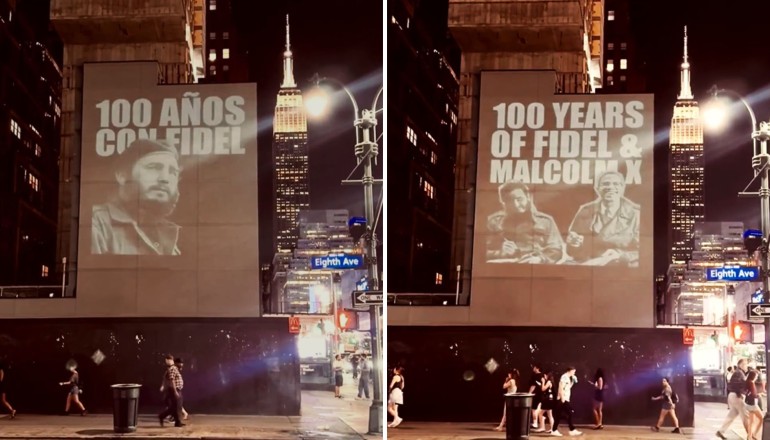 100 AÑOS
CON FIDEL
Eighth Ave
100 YEARS
OF FIDEL &
MALCOLM X
Eighth Ave